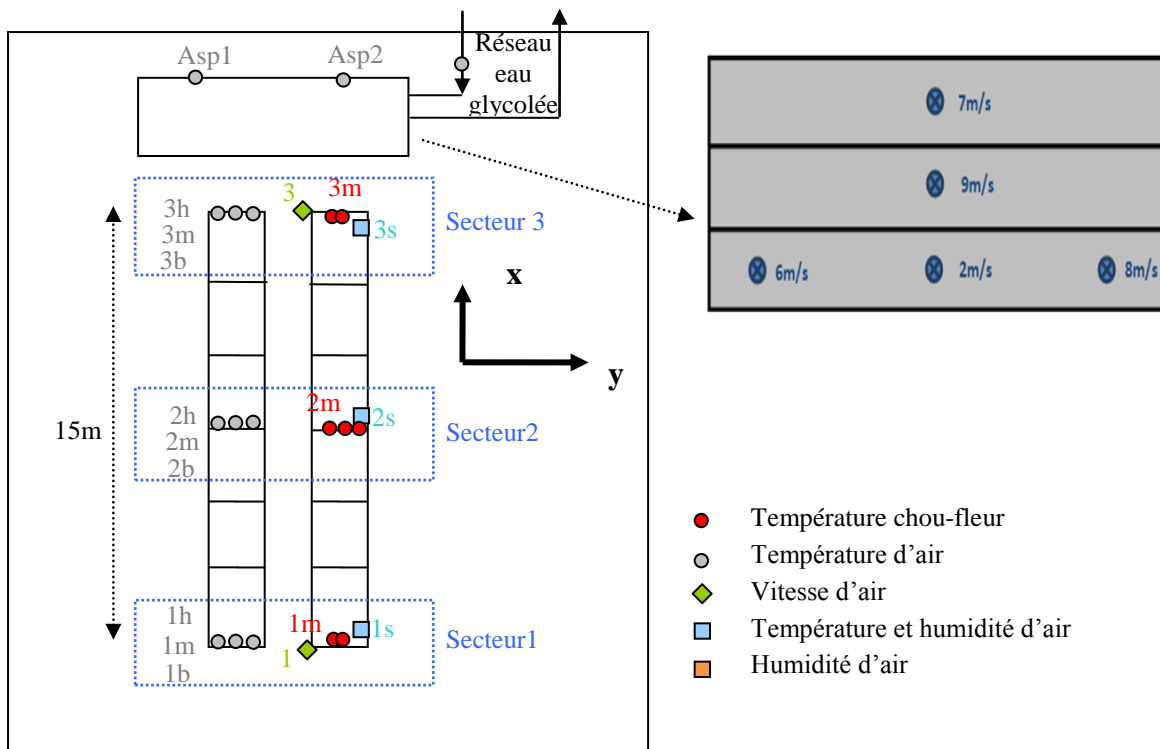 Asp1
Asp2
Réseau
eau
glycolée
7m/s
9m/s
6m/s
2m/s
8m/s
3h
3m
3b
3
3m
3s
Secteur 3
x
y
15m
2h
2m
2b
2m
2s
Secteur2
1h
1m
1b
1m
1
1s
Secteur1
Température chou-fleur
Température d'air
Vitesse d'air
Température et humidité d'air
Humidité d'air